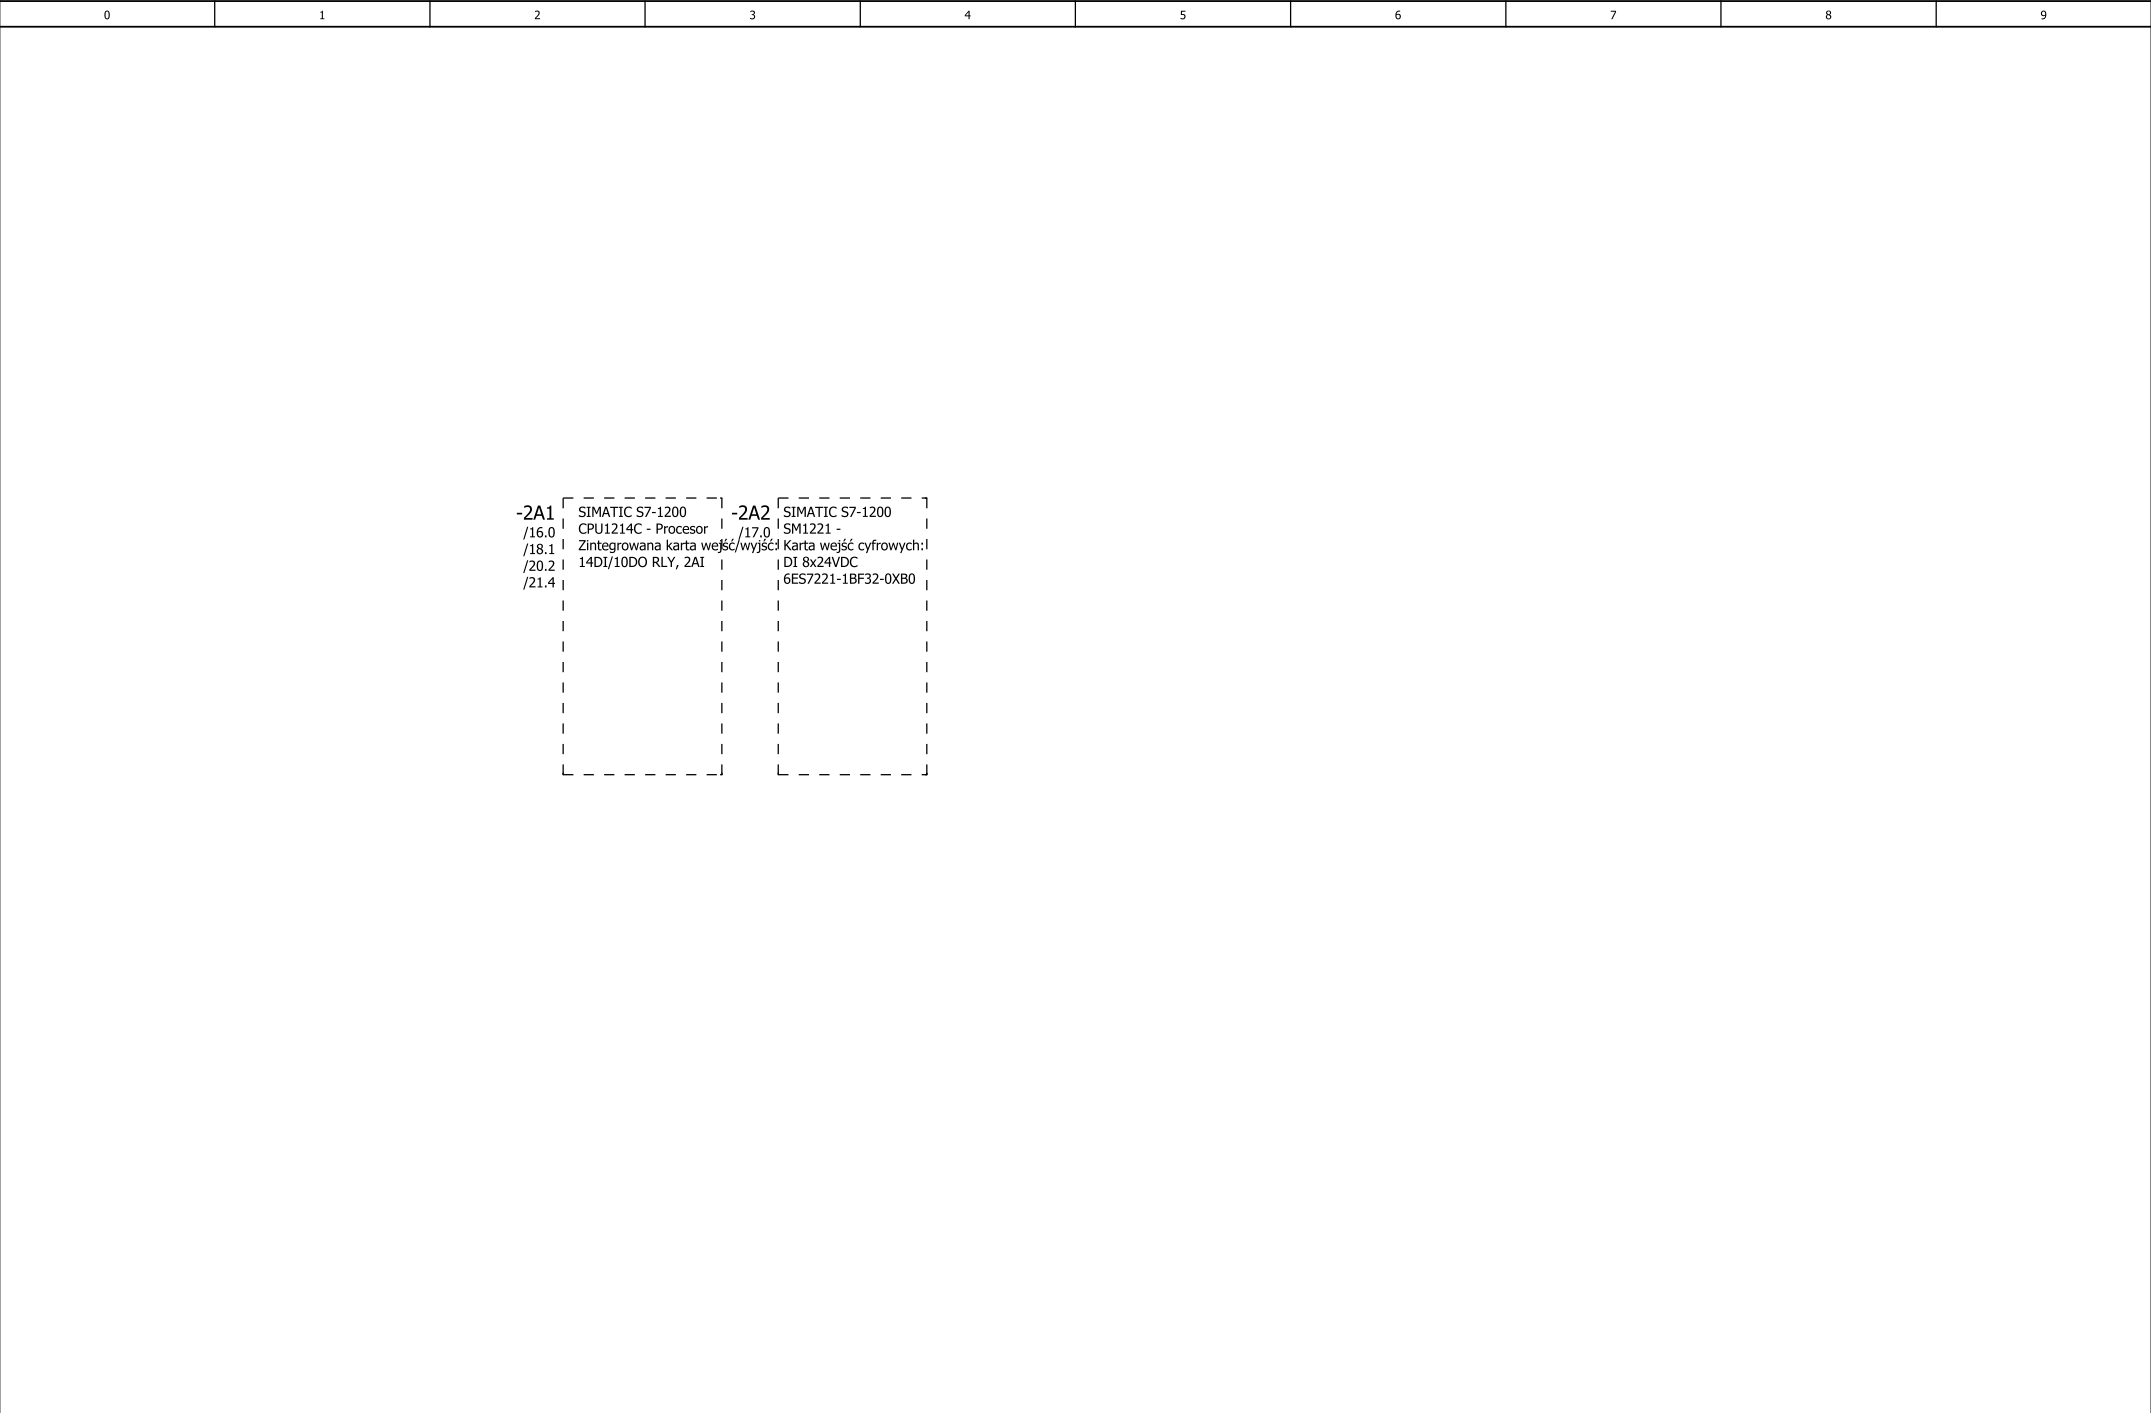 0 1 2 3 4 5 6 7 8 9
-2A1
/16.0
/18.1
/20.2
/21.4
SIMATIC S7-1200
CPU1214C - Procesor
Zintegrowana karta wejść/wyjść:
14DI/10DO RLY, 2AI
-2A2
/17.0
SIMATIC S7-1200
SM1221 -
Karta wejść cyfrowych:
DI 8x24VDC
6ES7221-1BF32-0XB0